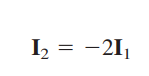 I₂ = −2I₁